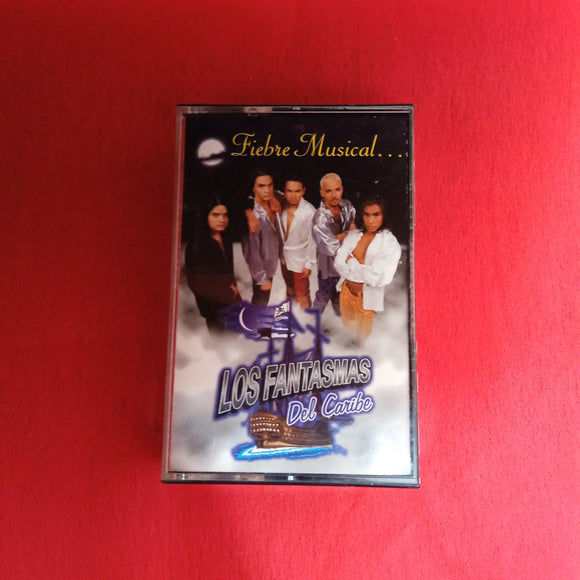 Fiebre Musical...
LOS FANTASMAS
Del Caribe